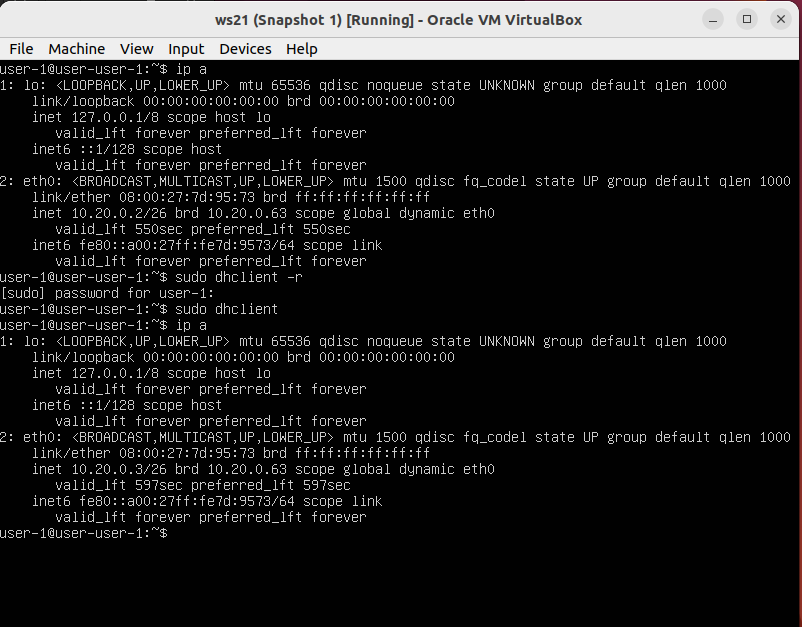 ws21 (Snapshot 1) [Running] - Oracle VM VirtualBox
File Machine View Input Devices Help
user-1@user-user-1:~$ ip a
1: lo: <LOOPBACK,UP,LOWER_UP> mtu 65536 qdisc noqueue state UNKNOWN group default qlen 1000
    link/loopback 00:00:00:00:00:00 brd 00:00:00:00:00:00
    inet 127.0.0.1/8 scope host lo
       valid_lft forever preferred_lft forever
    inet6 ::1/128 scope host
       valid_lft forever preferred_lft forever
2: eth0: <BROADCAST,MULTICAST,UP,LOWER_UP> mtu 1500 qdisc fq_codel state UP group default qlen 1000
    link/ether 08:00:27:7d:95:73 brd ff:ff:ff:ff:ff:ff
    inet 10.20.0.2/26 brd 10.20.0.63 scope global dynamic eth0
       valid_lft 550sec preferred_lft 550sec
    inet6 fe80::a00:27ff:fe7d:9573/64 scope link
       valid_lft forever preferred_lft forever
user-1@user-user-1:~$ sudo dhclient -r
[sudo] password for user-1:
user-1@user-user-1:~$ sudo dhclient
user-1@user-user-1:~$ ip a
1: lo: <LOOPBACK,UP,LOWER_UP> mtu 65536 qdisc noqueue state UNKNOWN group default qlen 1000
    link/loopback 00:00:00:00:00:00 brd 00:00:00:00:00:00
    inet 127.0.0.1/8 scope host lo
       valid_lft forever preferred_lft forever
    inet6 ::1/128 scope host
       valid_lft forever preferred_lft forever
2: eth0: <BROADCAST,MULTICAST,UP,LOWER_UP> mtu 1500 qdisc fq_codel state UP group default qlen 1000
    link/ether 08:00:27:7d:95:73 brd ff:ff:ff:ff:ff:ff
    inet 10.20.0.3/26 brd 10.20.0.63 scope global dynamic eth0
       valid_lft 597sec preferred_lft 597sec
    inet6 fe80::a00:27ff:fe7d:9573/64 scope link
       valid_lft forever preferred_lft forever
user-1@user-user-1:~$